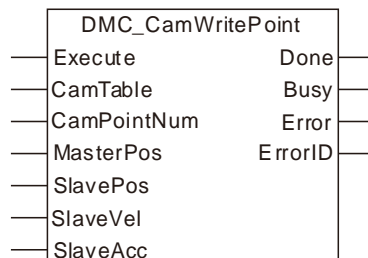 DMC_CamWritePoint
Execute Done
CamTable Busy
CamPointNum Error
MasterPos ErrorID
SlavePos
SlaveVel
SlaveAcc